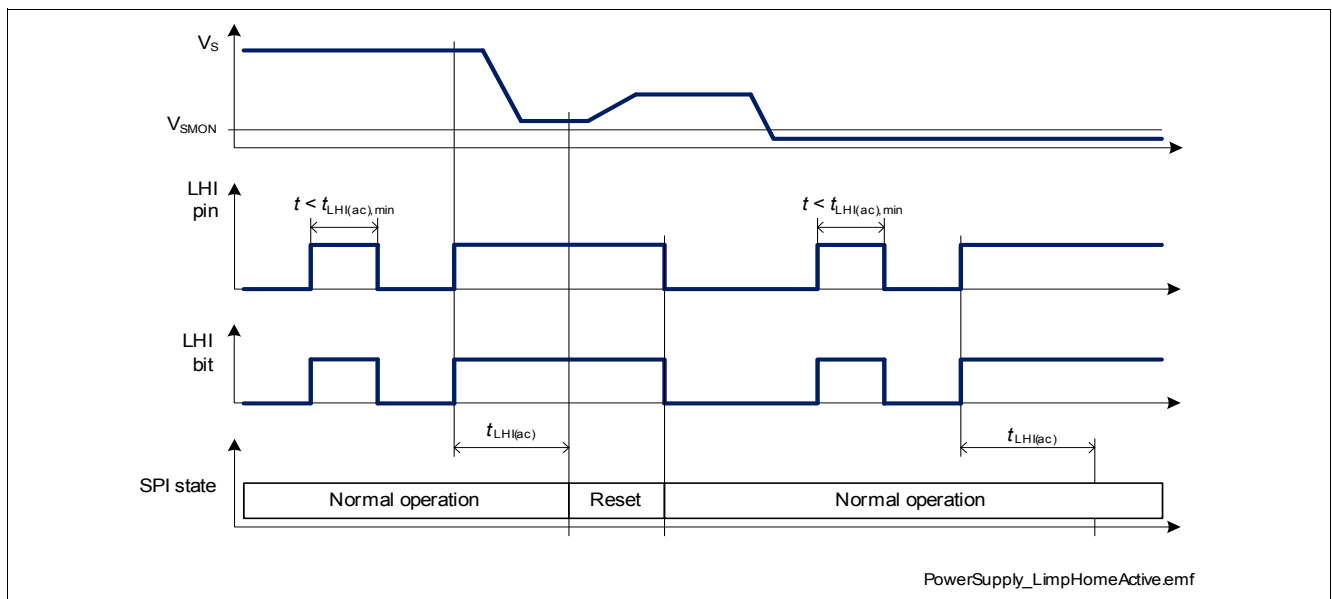 VS
VSMON
LHI
pin
t < tLHI(ac),min
t < tLHI(ac),min
LHI
bit
tLHI(ac)
tLHI(ac)
SPI state
Normal operation
Reset
Normal operation
PowerSupply_LimpHomeActive.emf